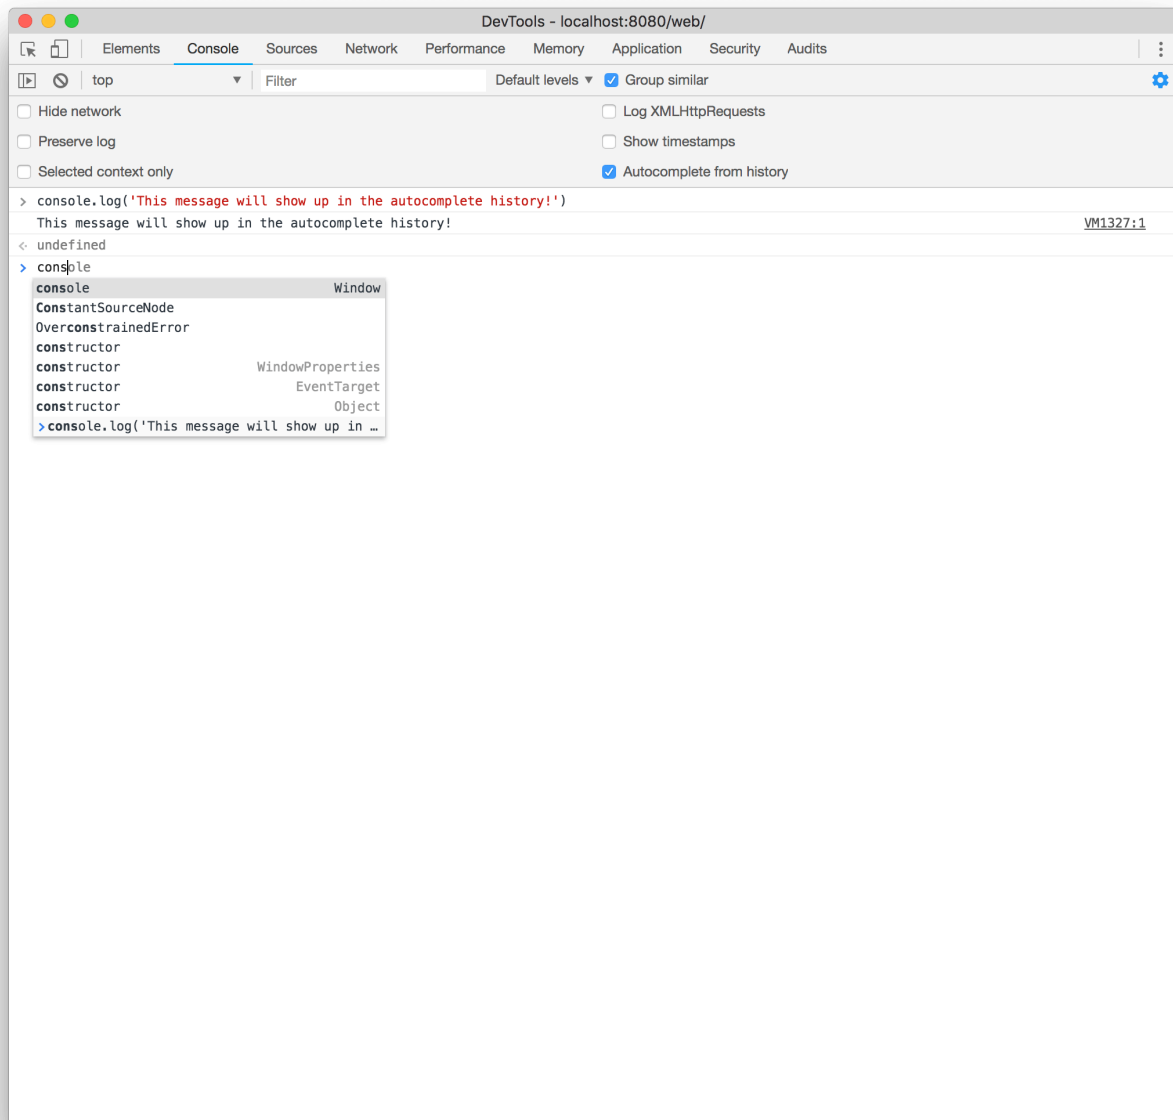 DevTools - localhost:8080/web/
Elements Console Sources Network Performance Memory Application Security Audits
top Filter Default levels Group similar
Hide network Log XMLHttpRequests
Preserve log Show timestamps
Selected context only Autocomplete from history
> console.log('This message will show up in the autocomplete history!')
This message will show up in the autocomplete history! VM1327:1
undefined
> console
console Window
ConstantSourceNode
OverconstrainedError
constructor
constructor WindowProperties
constructor EventTarget
constructor Object
>console.log('This message will show up in …